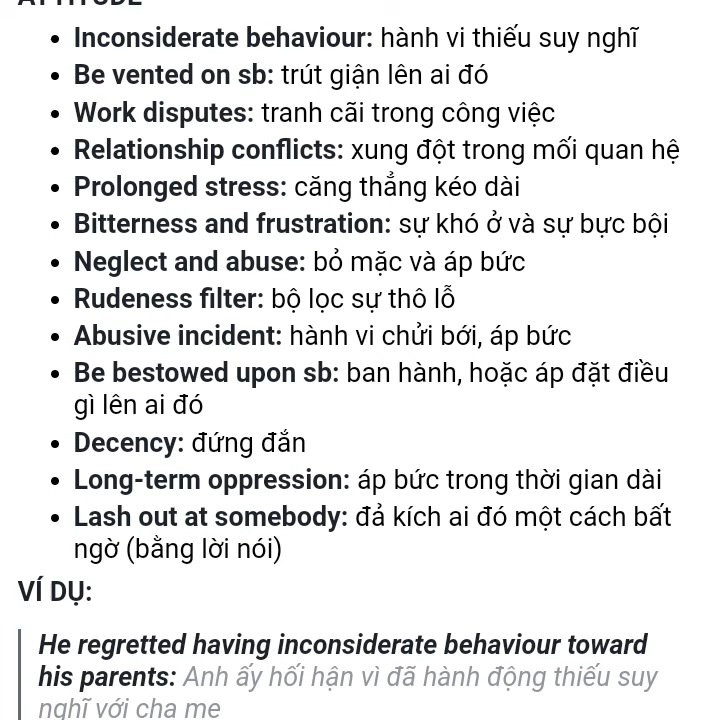 ATTITUDE
Inconsiderate behaviour: hành vi thiếu suy nghĩ
Be vented on sb: trút giận lên ai đó
Work disputes: tranh cãi trong công việc
Relationship conflicts: xung đột trong mối quan hệ
Prolonged stress: căng thẳng kéo dài
Bitterness and frustration: sự khó ở và sự bực bội
Neglect and abuse: bỏ mặc và áp bức
Rudeness filter: bộ lọc sự thô lỗ
Abusive incident: hành vi chửi bới, áp bức
Be bestowed upon sb: ban hành, hoặc áp đặt điều
gì lên ai đó
Decency: đứng đắn
Long-term oppression: áp bức trong thời gian dài
Lash out at somebody: đả kích ai đó một cách bất
ngờ (bằng lời nói)
VÍ DỤ:
He regretted having inconsiderate behaviour toward
his parents: Anh ấy hối hận vì đã hành động thiếu suy
nghĩ với cha mẹ